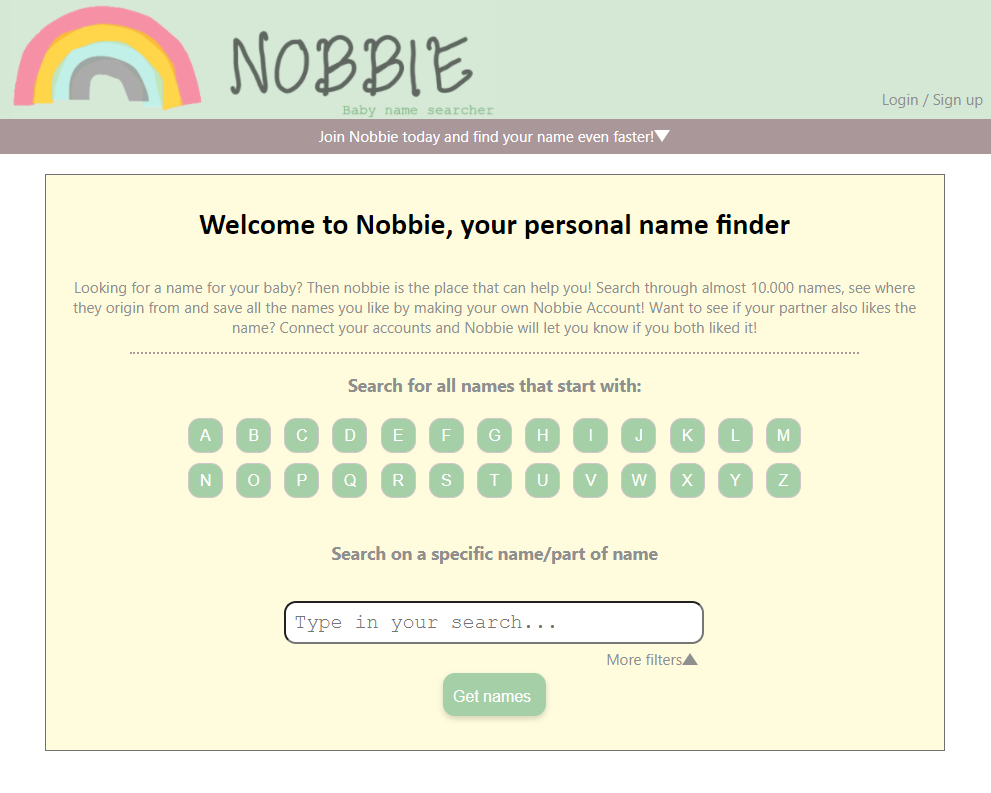 NOBBIE
Baby name searcher
Login / Sign up
Join Nobbie today and find your name even faster!▼
Welcome to Nobbie, your personal name finder
Looking for a name for your baby? Then nobbie is the place that can help you! Search through almost 10.000 names, see where
they origin from and save all the names you like by making your own Nobbie Account! Want to see if your partner also likes the
name? Connect your accounts and Nobbie will let you know if you both liked it!
Search for all names that start with:
A B C D E F G H I J K L M
N O P Q R S T U V W X Y Z
Search on a specific name/part of name
Type in your search...
More filters▲
Get names